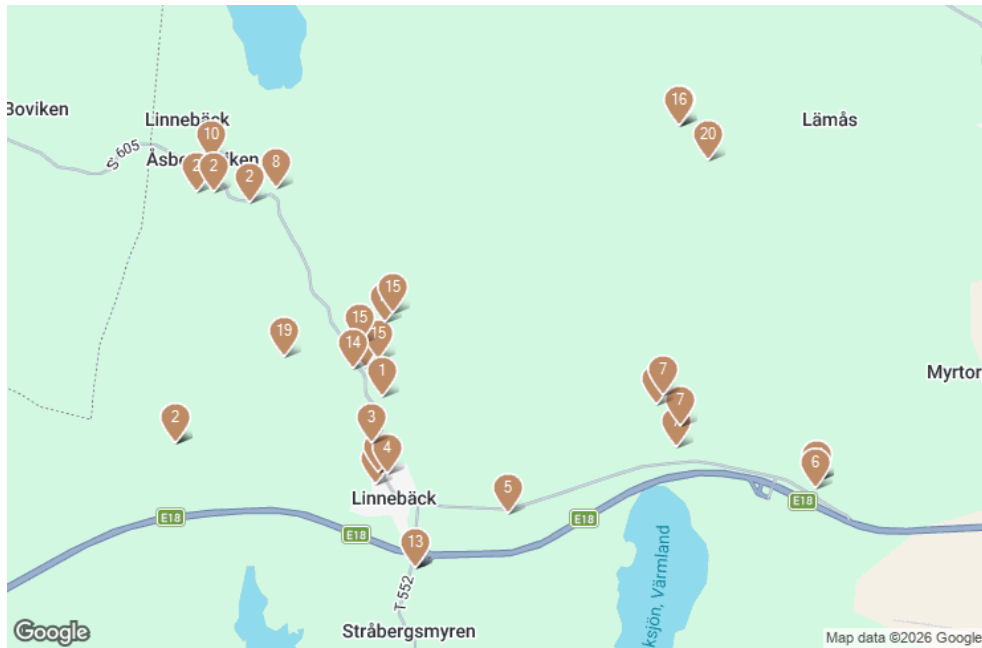 Boviken
Linnebäck
Lämås
S 605
16
20
10
2
2
2
8
15
15
15
14
1
19
Myrtor
2
3
4
7
7
6
5
Linnebäck
E18
E18
E18
E18
13
T 552
ksjön, Värmland
Stråbergsmyren
Google
Map data ©2026 Google